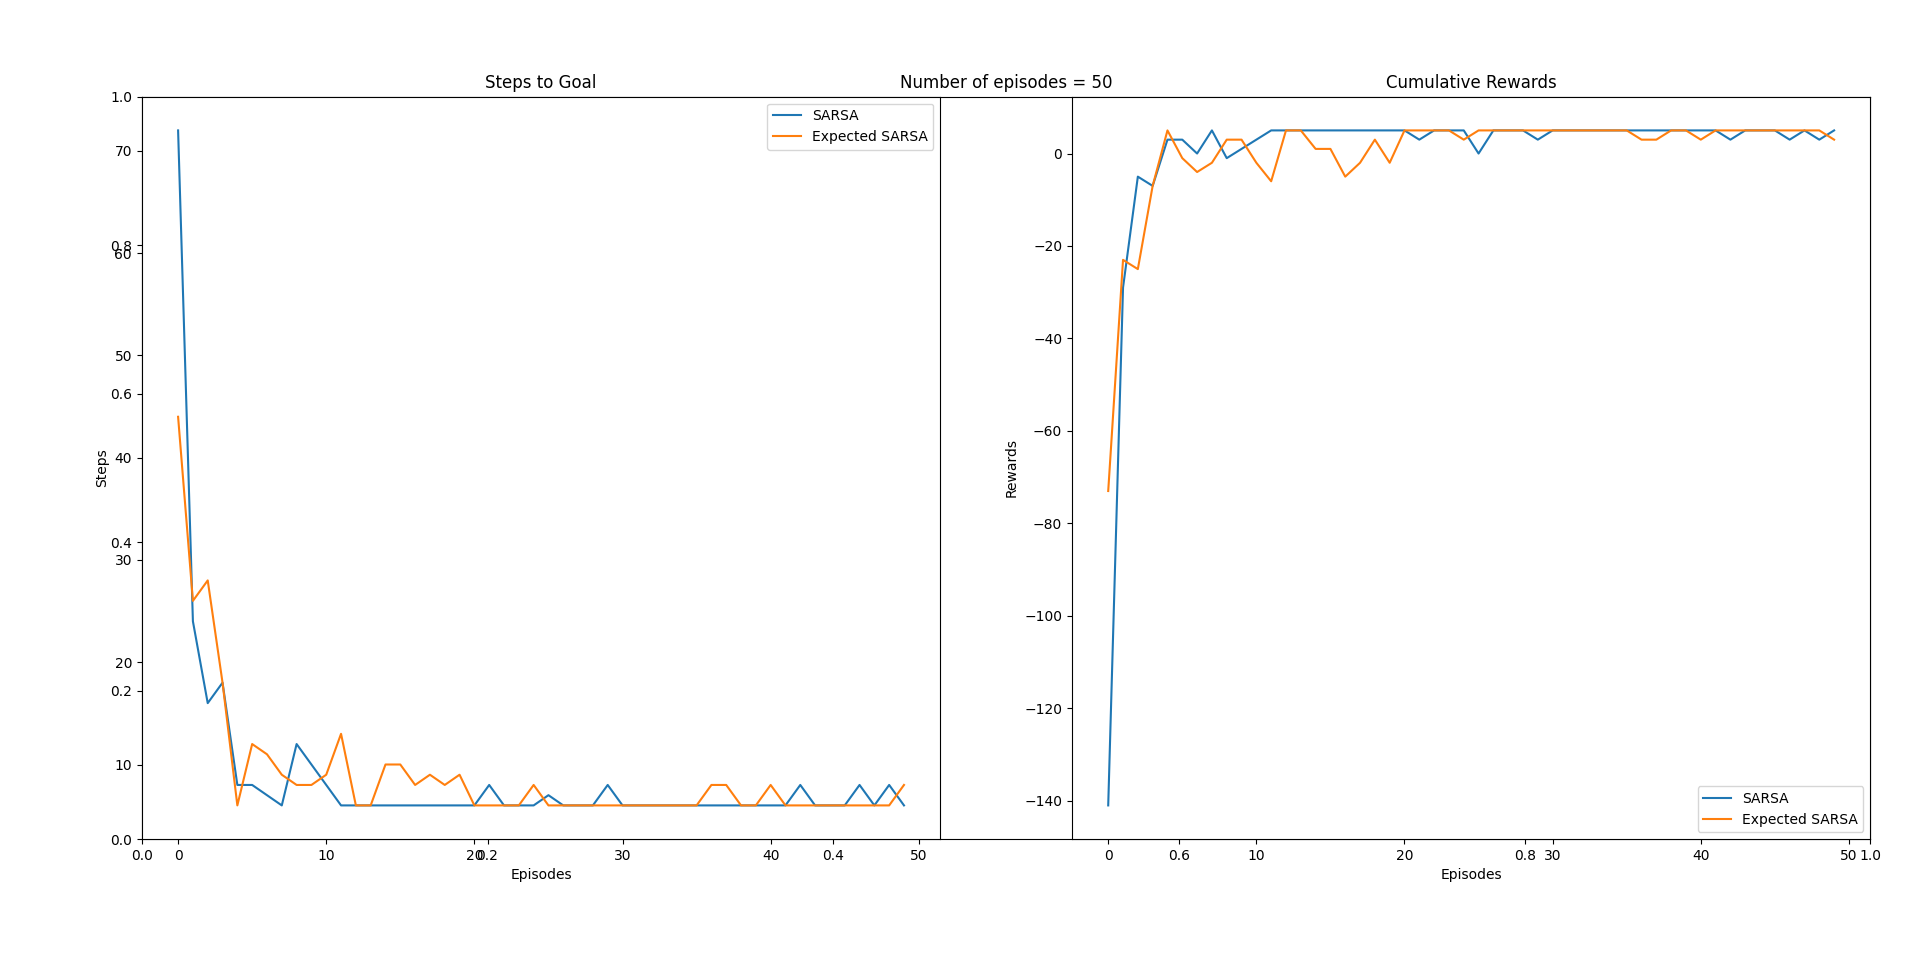 Steps to Goal
Number of episodes = 50
Cumulative Rewards
1.0
70
0.8
60
50
0.6
40
0.4
30
20
0.2
10
0.0
Steps
SARSA
Expected SARSA
0.0 0 10 20 0.2 30 40 0.4 50
Episodes
0
−20
−40
−60
−80
−100
−120
−140
Rewards
SARSA
Expected SARSA
0 0.6 10 20 0.8 30 40 50 1.0
Episodes